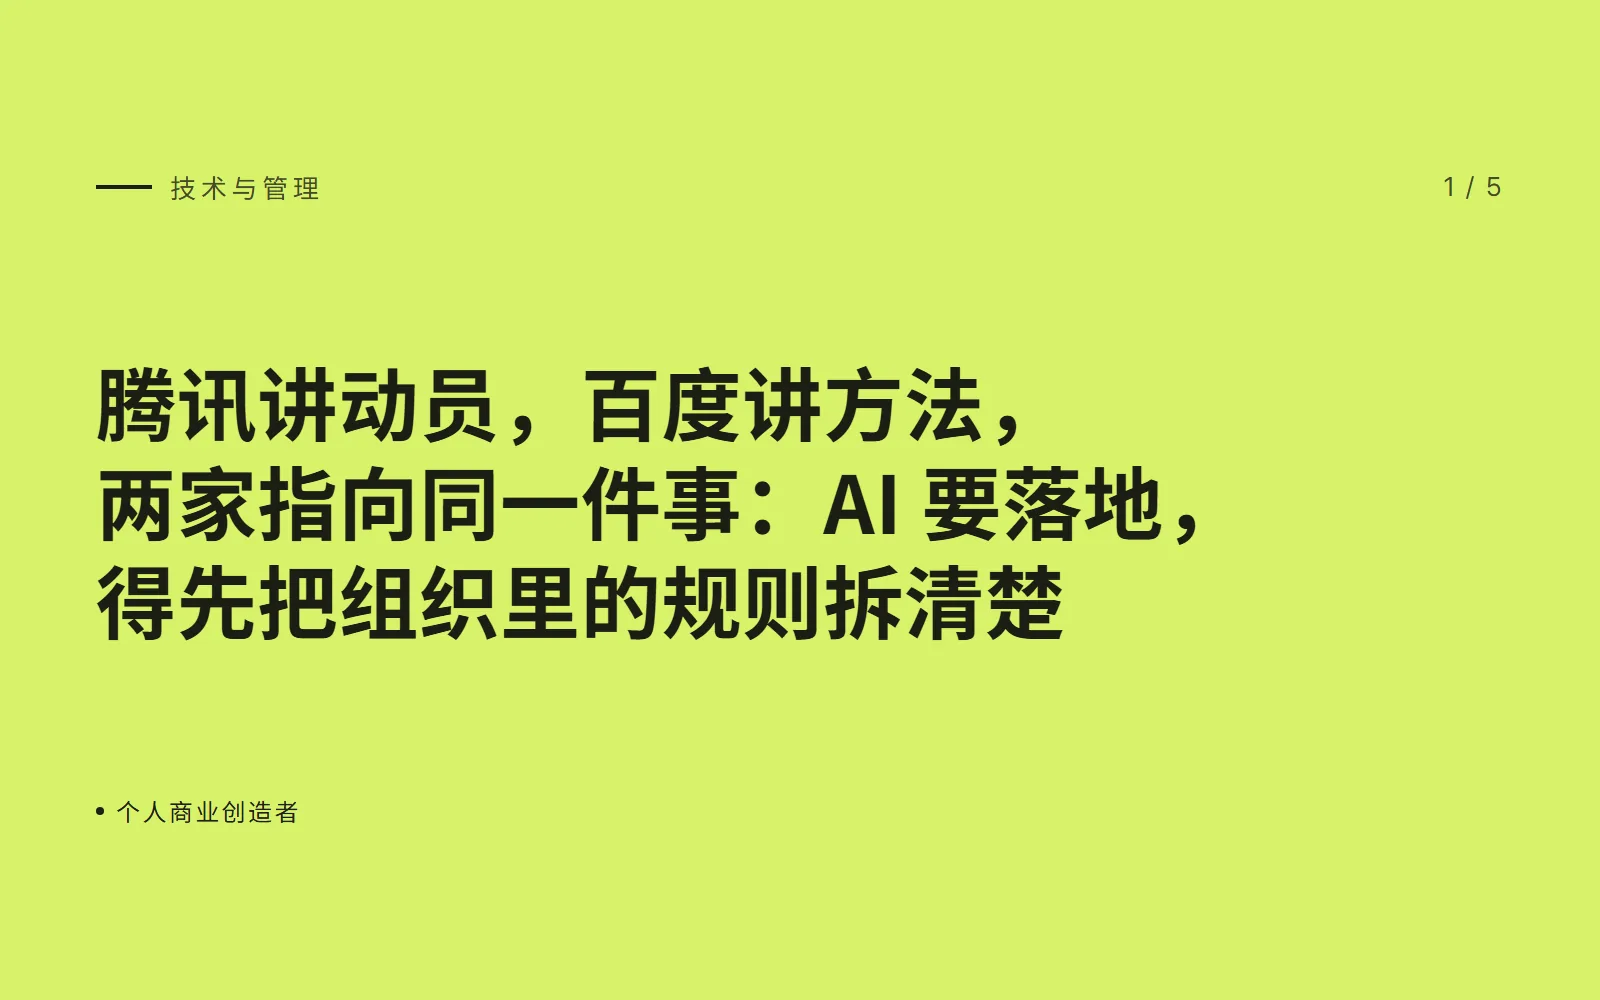 技术与管理
1 / 5
腾讯讲动员，百度讲方法，
两家指向同一件事：AI 要落地，
得先把组织里的规则拆清楚
个人商业创造者